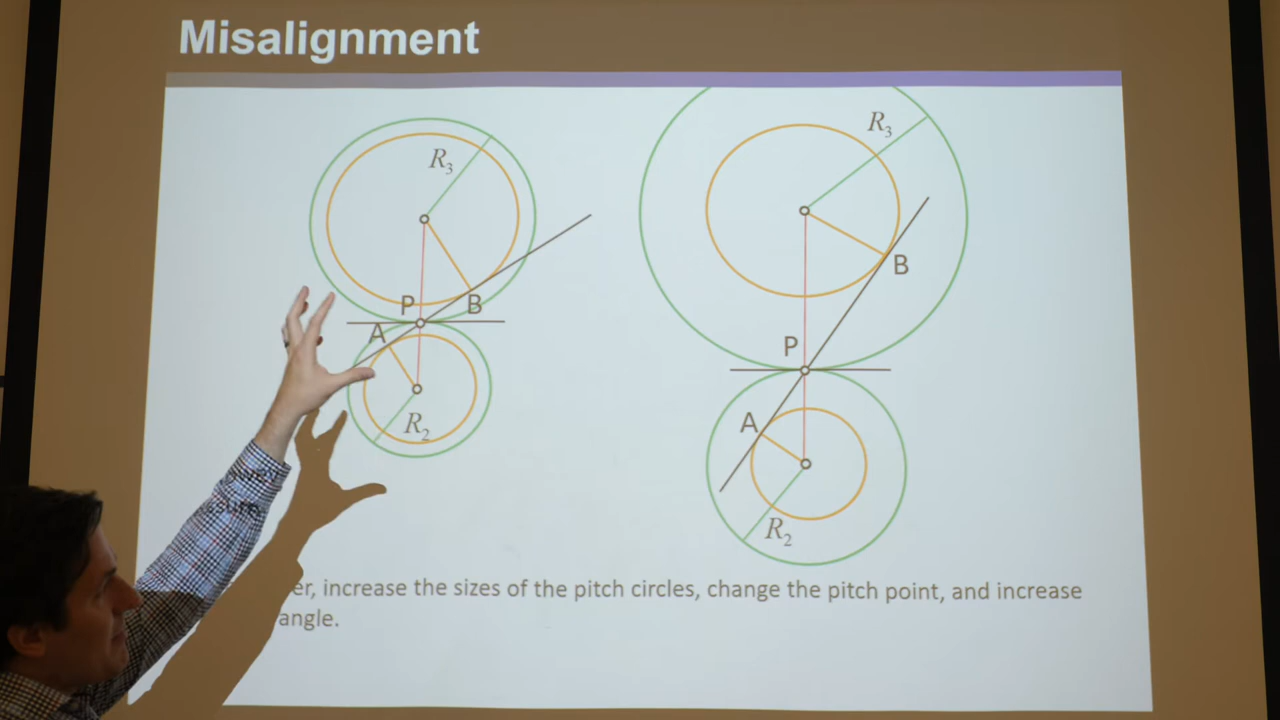 Misalignment
R3
R3
P
B
A
R2
B
P
A
R2
er, increase the sizes of the pitch circles, change the pitch point, and increase
angle.